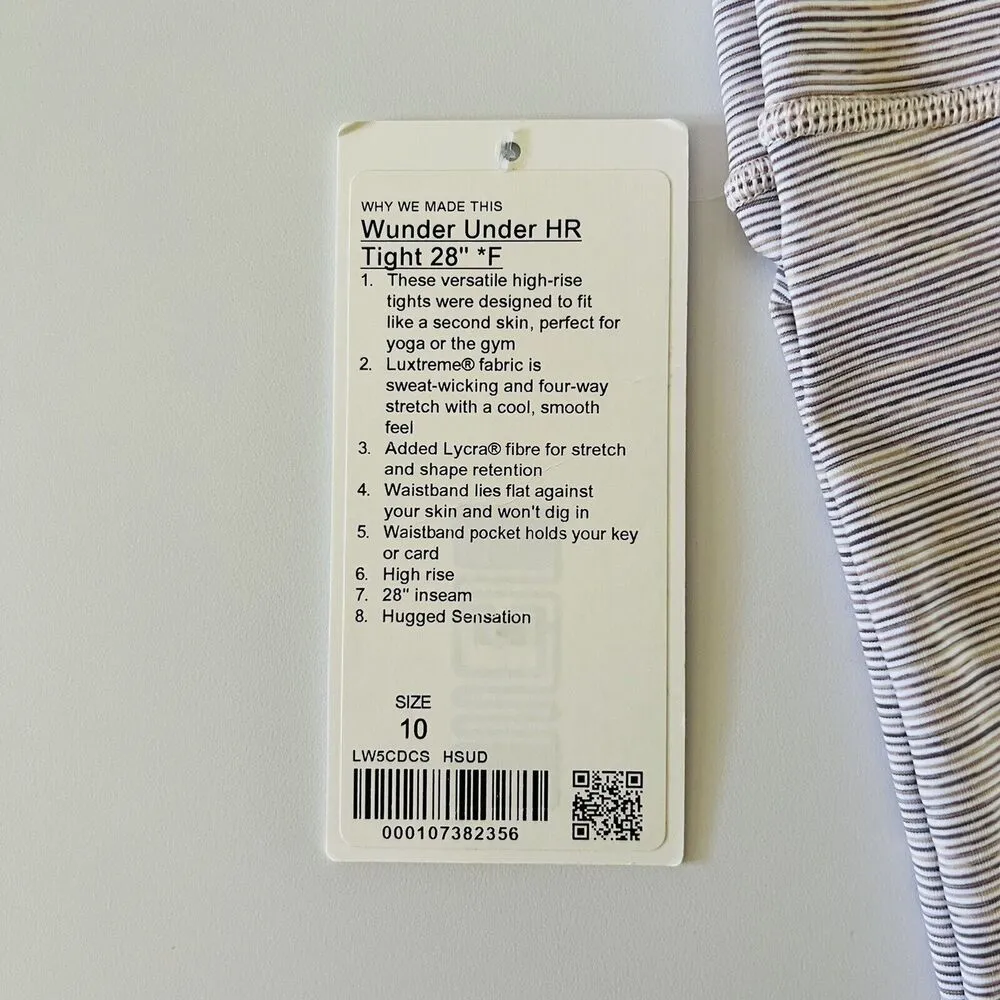 WHY WE MADE THIS
Wunder Under HR
Tight 28" *F
1. These versatile high-rise
tights were designed to fit
like a second skin, perfect for
yoga or the gym
2. Luxtreme® fabric is
sweat-wicking and four-way
stretch with a cool, smooth
feel
3. Added Lycra® fibre for stretch
and shape retention
4. Waistband lies flat against
your skin and won't dig in
5. Waistband pocket holds your key
or card
6. High rise
7. 28" inseam
8. Hugged Sensation
SIZE
10
LW5CDCS HSUD
000107382356